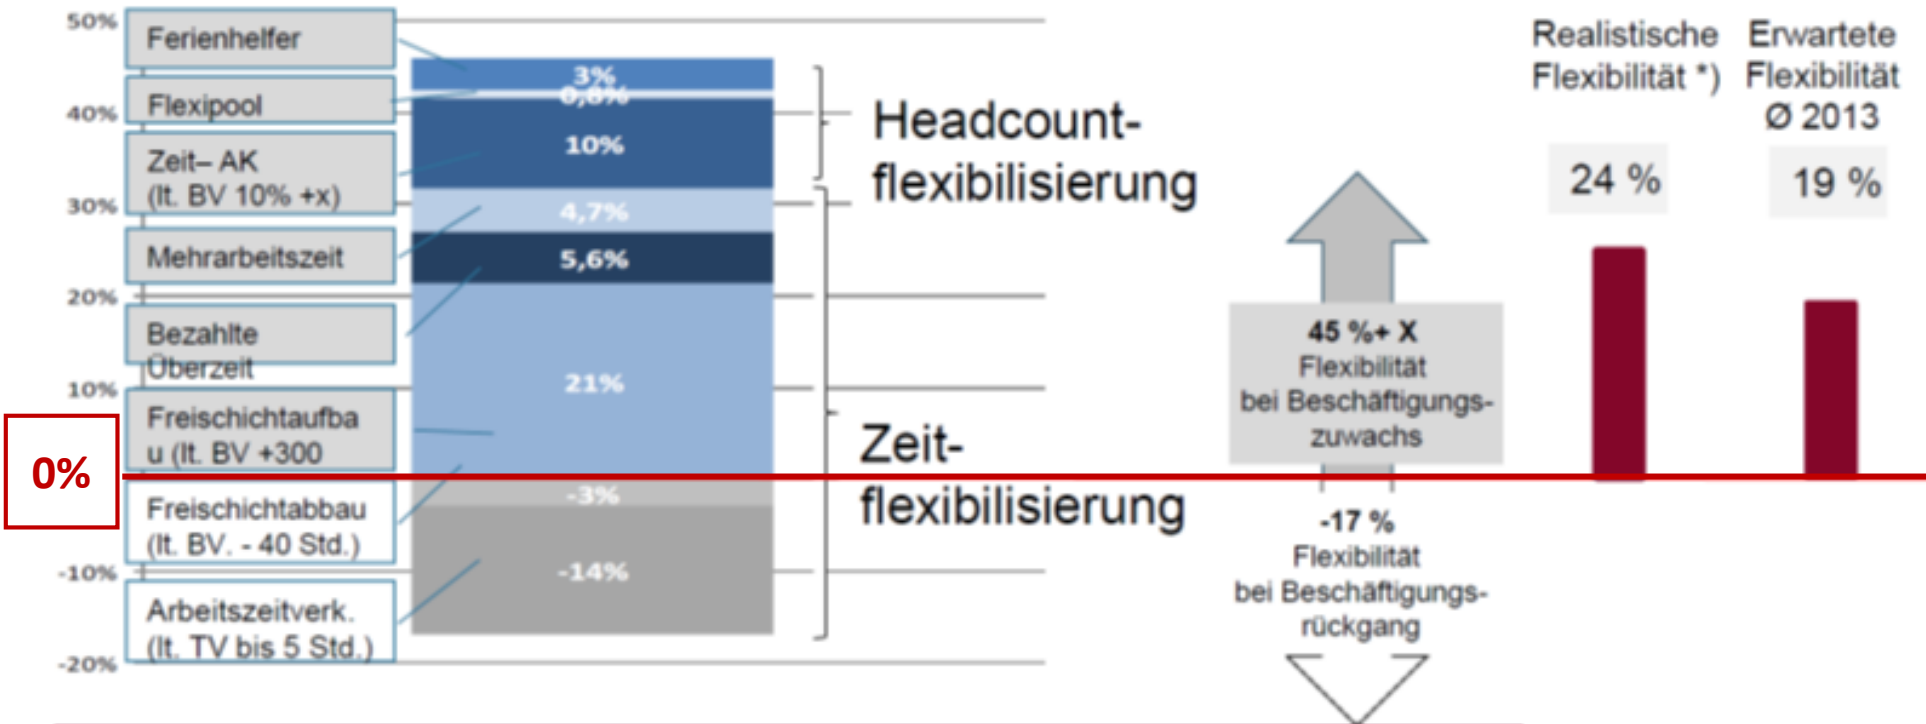 50%
40%
30%
20%
10%
0%
-10%
-20%
Ferienhelfer
Flexipool
Zeit– AK
(lt. BV 10% +x)
Mehrarbeitszeit
Bezahlte
Überzeit
Freischichtaufba
u (lt. BV +300
Freischichtabbau
(lt. BV. - 40 Std.)
Arbeitszeitverk.
(lt. TV bis 5 Std.)
3%
0,8%
10%
4,7%
5,6%
21%
-3%
-14%
Headcount-
flexibilisierung
Zeit-
flexibilisierung
45 %+ X
Flexibilität
bei Beschäftigungs-
zuwachs
-17 %
Flexibilität
bei Beschäftigungs-
rückgang
Realistische
Flexibilität *)
24 %
Erwartete
Flexibilität
Ø 2013
19 %